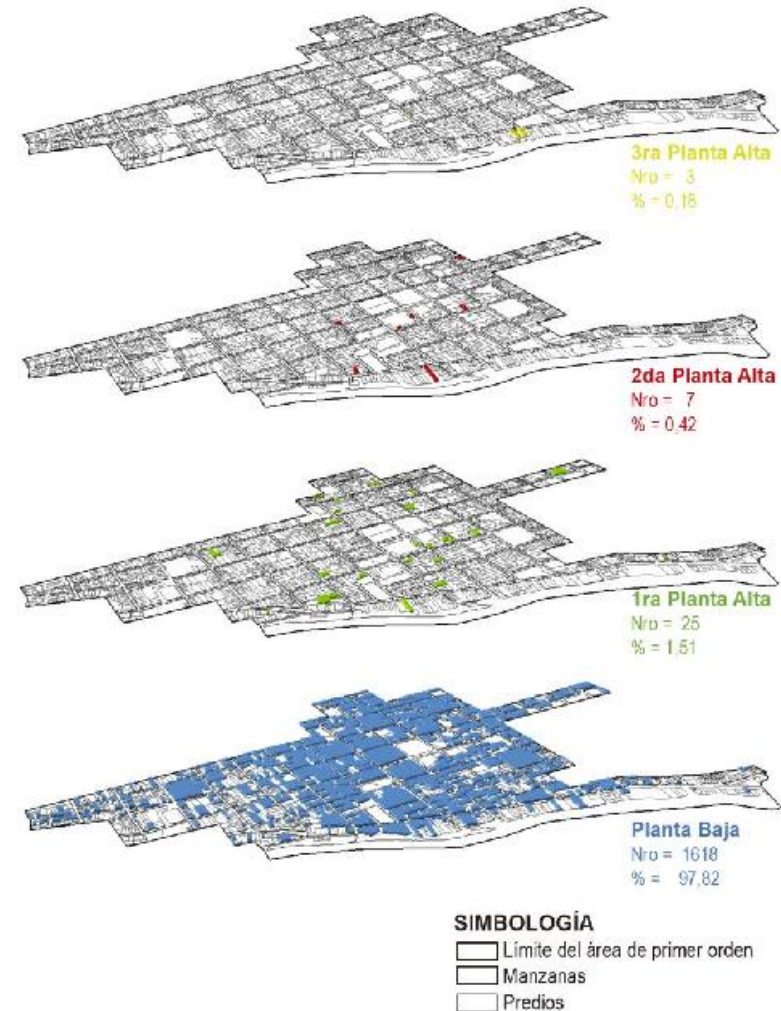 3ra Planta Alta
Nro = 3
% = 0,18
2da Planta Alta
Nro = 7
% = 0,42
1ra Planta Alta
Nro = 25
% = 1,51
Planta Baja
Nro = 1618
% = 97,82
SIMBOLOGÍA
Límite del área de primer orden
Manzanas
Predios